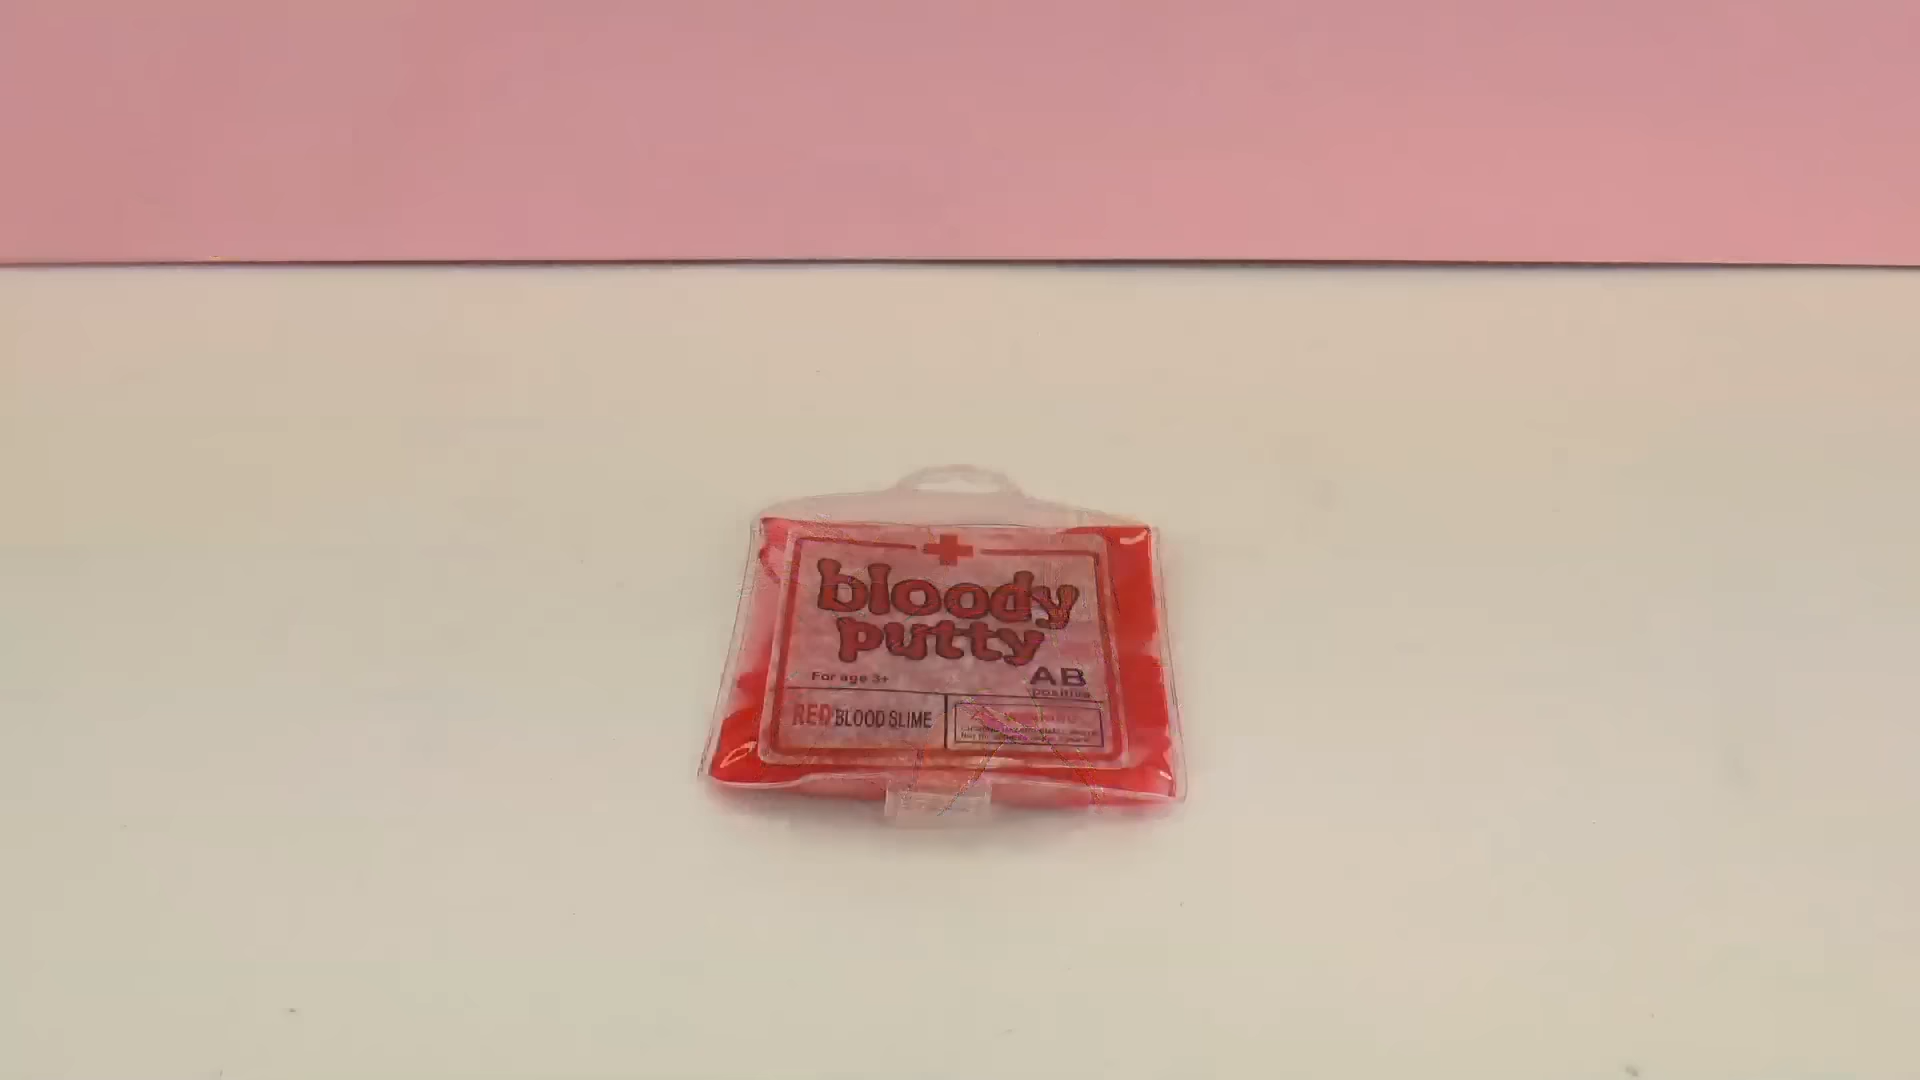 bloody
putty
For age 3+
AB
positive
RED BLOOD SLIME